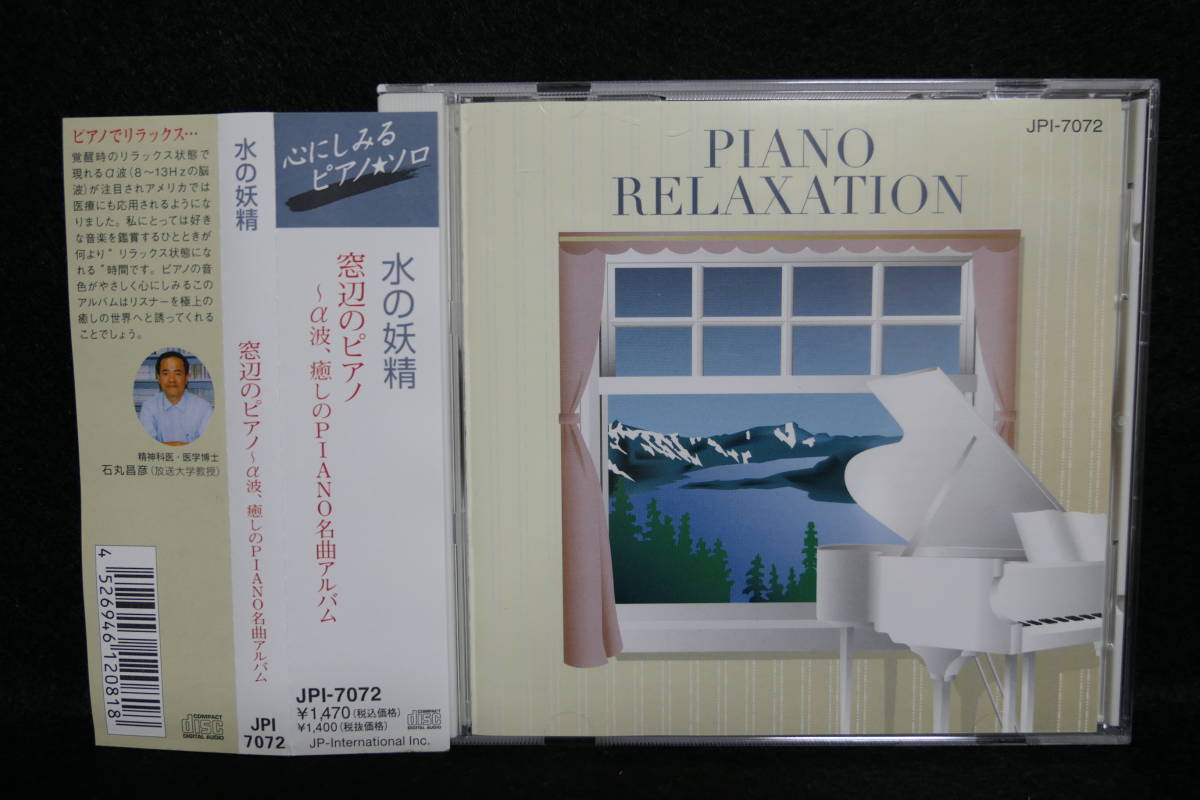 ピアノでリラックス…
覚醒時のリラックス状態で
現れるα波(8〜13Hzの脳
波)が注目されアメリカでは
医療にも応用されるようにな
りました。私にとっては好き
な音楽を鑑賞するひとときが
何より"リラックス状態にな
れる"時間です。ピアノの音
色がやさしく心にしみるこの
アルバムはリスナーを極上の
癒しの世界へと誘ってくれる
ことでしょう。
精神科医・医学博士
石丸昌彦(放送大学教授)
4 526946 120818
COMPACT
disc
DIGITAL AUDIO
水の妖精
窓辺のピアノ〜α波、癒しのPIANO名曲アルバム
JPI
7072
心にしみる
ピアノ★ソロ
水の妖精
窓辺のピアノ
〜α波、癒しのPIANO名曲アルバム
JPI-7072
¥1,470(税込価格)
¥1,400(税抜価格)
COMPACT
disc
DIGITAL AUDIO
JP-International Inc.
JPI-7072
PIANO
RELAXATION